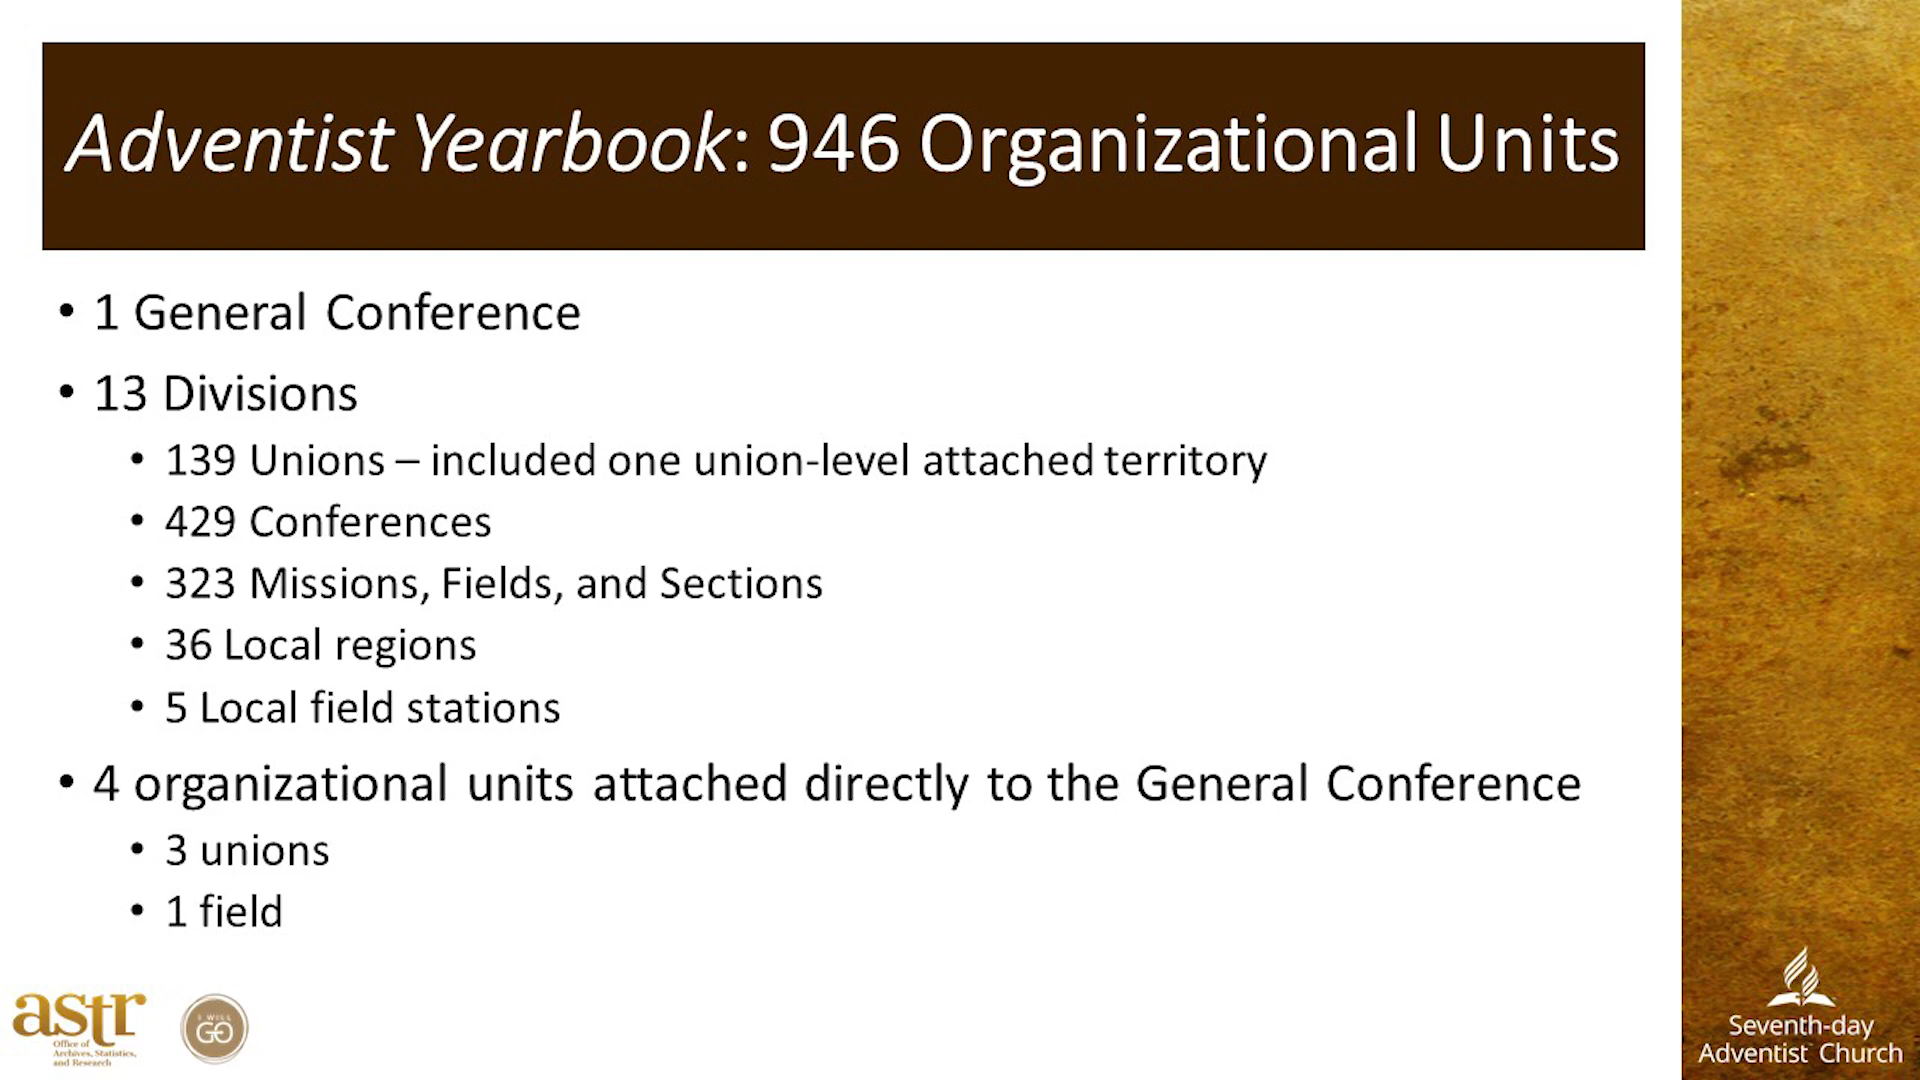 Adventist Yearbook: 946 Organizational Units
• 1 General Conference
• 13 Divisions
• 139 Unions – included one union-level attached territory
• 429 Conferences
• 323 Missions, Fields, and Sections
• 36 Local regions
• 5 Local field stations
• 4 organizational units attached directly to the General Conference
• 3 unions
• 1 field
astr
Office of
Archives, Statistics,
and Research
I WILL
GO
Seventh-day
Adventist Church